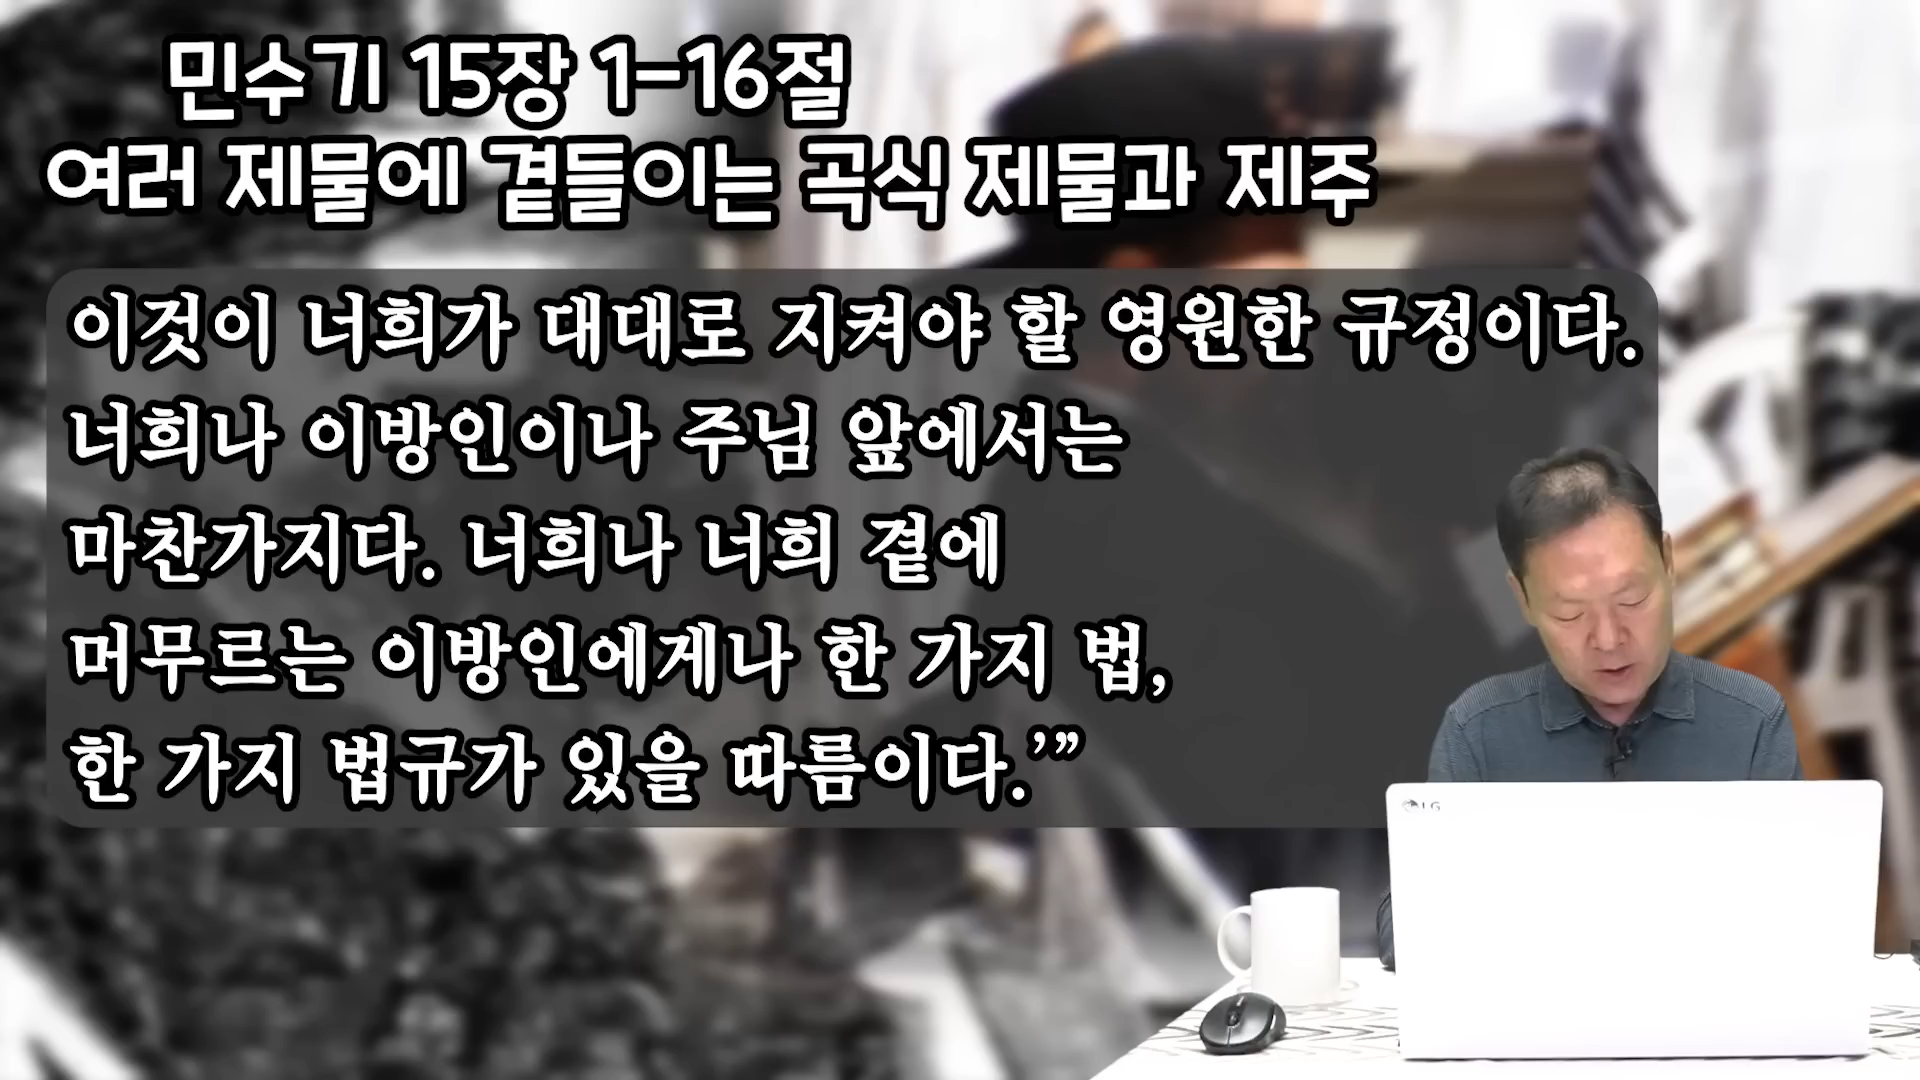 민수기 15장 1-16절
여러 제물에 곁들이는 곡식 제물과 제주
이것이 너희가 대대로 지켜야 할 영원한 규정이다.
너희나 이방인이나 주님 앞에서는
마찬가지다. 너희나 너희 곁에
머무르는 이방인에게나 한 가지 법,
한 가지 법규가 있을 따름이다.’”
LG